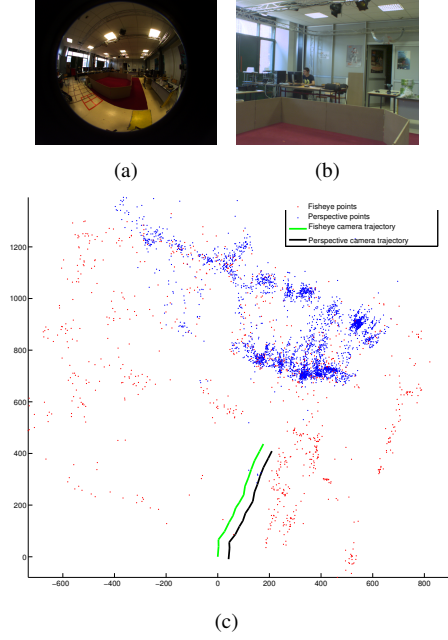 (a)
(b)
Fisheye points
Perspective points
Fisheye camera trajectory
Perspective camera trajectory
1200
1000
800
600
400
200
0
−600
−400
−200
0
200
400
600
800
(c)